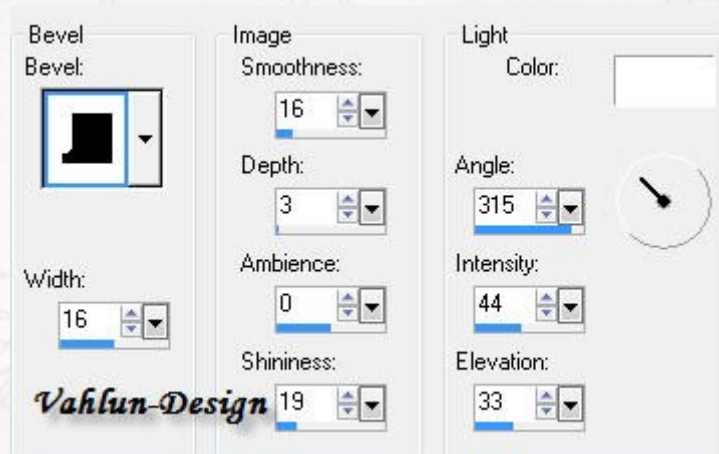 Bevel
Bevel:
Width:
16
Image
Smoothness:
16
Depth:
3
Ambience:
0
Shininess:
19
Light
Color:
Angle:
315
Intensity:
44
Elevation:
33
Vahlun-Design